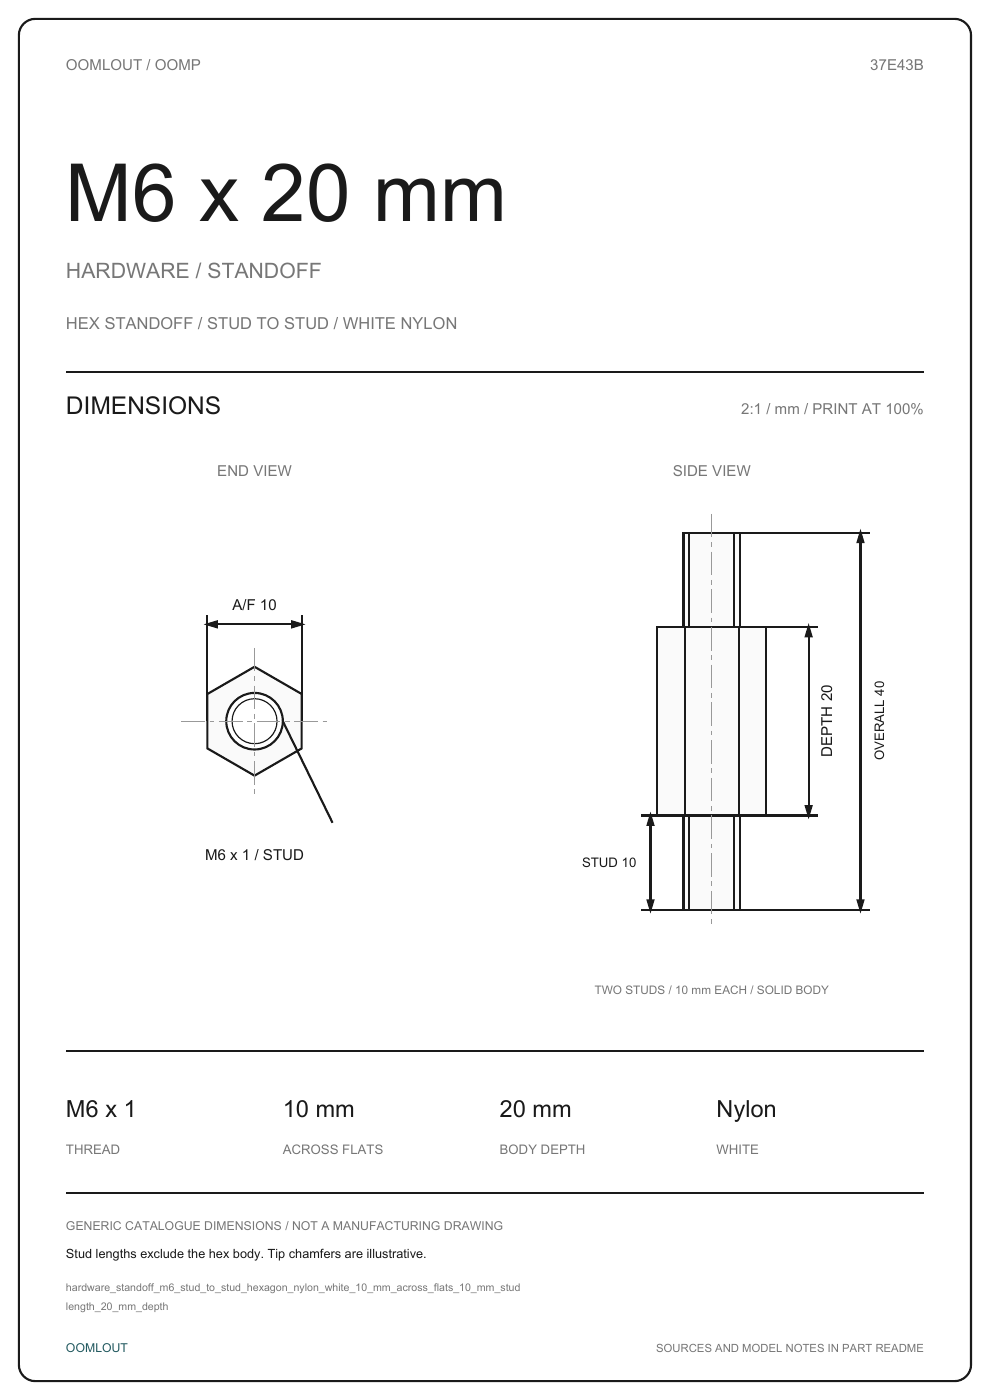 OOMLOUT / OOMP
37E43B
M6 x 20 mm
HARDWARE / STANDOFF
HEX STANDOFF / STUD TO STUD / WHITE NYLON
DIMENSIONS
2:1 / mm / PRINT AT 100%
END VIEW
SIDE VIEW
A/F 10
M6 x 1 / STUD
DEPTH 20
OVERALL 40
STUD 10
TWO STUDS / 10 mm EACH / SOLID BODY
M6 x 1
10 mm
20 mm
Nylon
THREAD
ACROSS FLATS
BODY DEPTH
WHITE
GENERIC CATALOGUE DIMENSIONS / NOT A MANUFACTURING DRAWING
Stud lengths exclude the hex body. Tip chamfers are illustrative.
hardware_standoff_m6_stud_to_stud_hexagon_nylon_white_10_mm_across_flats_10_mm_stud
length_20_mm_depth
OOMLOUT
SOURCES AND MODEL NOTES IN PART README